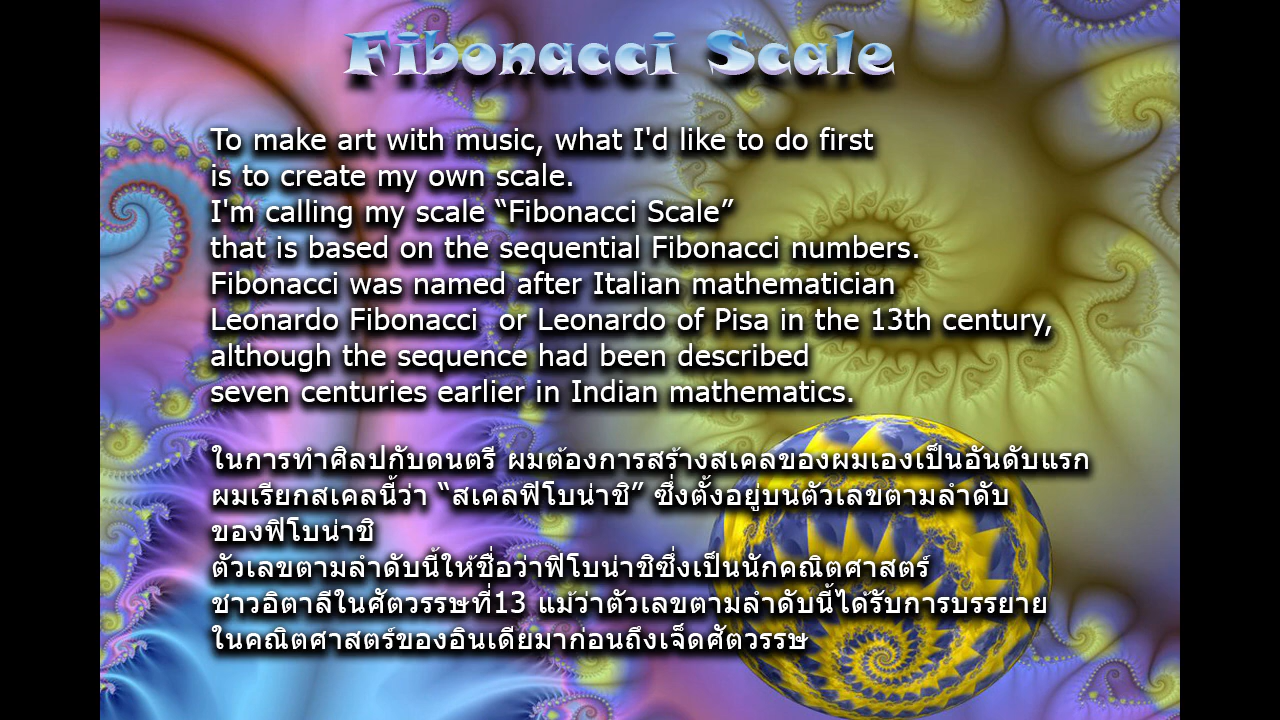 Fibonacci Scale
To make art with music, what I'd like to do first
is to create my own scale.
I'm calling my scale “Fibonacci Scale”
that is based on the sequential Fibonacci numbers.
Fibonacci was named after Italian mathematician
Leonardo Fibonacci or Leonardo of Pisa in the 13th century,
although the sequence had been described
seven centuries earlier in Indian mathematics.
ในการทำศิลปกับดนตรี ผมต้องการสร้างสเคลของผมเองเป็นอันดับแรก
ผมเรียกสเคลนี้ว่า “สเคลฟิโบน่าชิ” ซึ่งตั้งอยู่บนตัวเลขตามลำดับ
ของฟิโบน่าชิ
ตัวเลขตามลำดับนี้ให้ชื่อว่าฟิโบน่าชิซึ่งเป็นนักคณิตศาสตร์
ชาวอิตาลีในศัตวรรษที่13 แม้ว่าตัวเลขตามลำดับนี้ได้รับการบรรยาย
ในคณิตศาสตร์ของอินเดียมาก่อนถึงเจ็ดศัตวรรษ